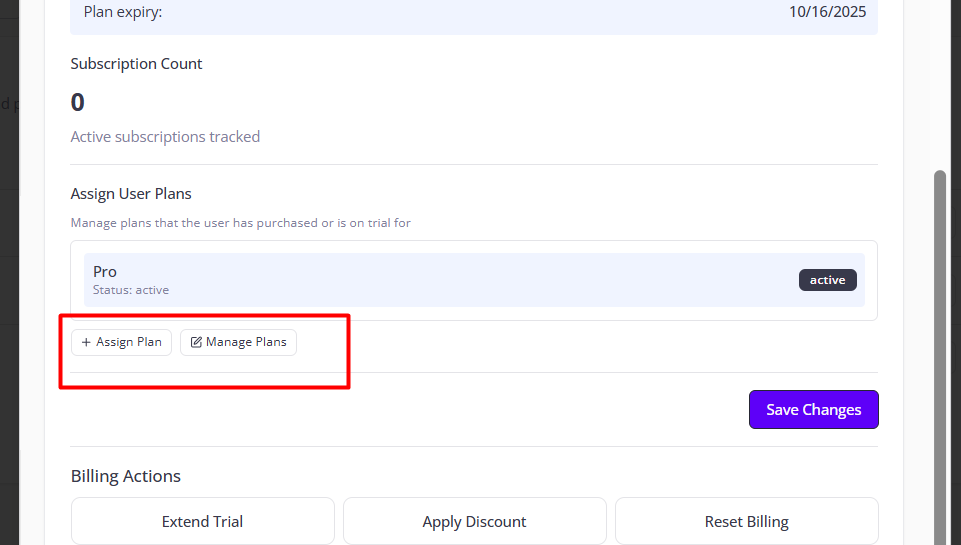 Plan expiry: 10/16/2025
Subscription Count
0
Active subscriptions tracked
Assign User Plans
Manage plans that the user has purchased or is on trial for
Pro
Status: active
active
+ Assign Plan Manage Plans
Save Changes
Billing Actions
Extend Trial Apply Discount Reset Billing